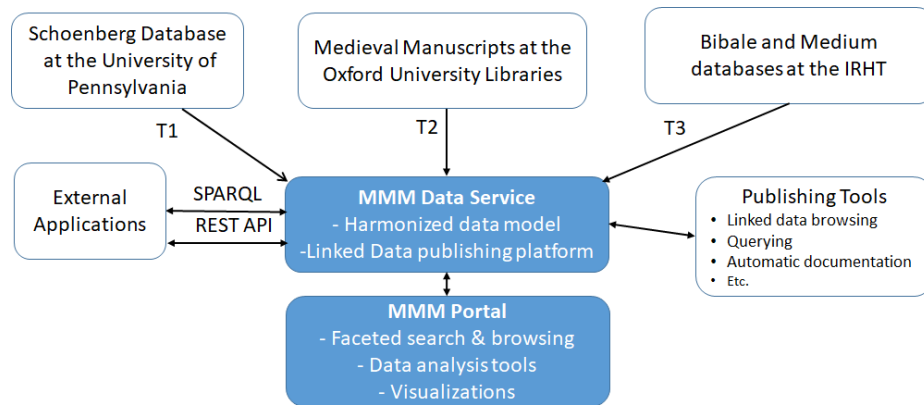 Schoenberg Database
at the University of
Pennsylvania
Medieval Manuscripts at the
Oxford University Libraries
Bibale and Medium
databases at the IRHT
T1
T2
T3
External
Applications
SPARQL
REST API
MMM Data Service
- Harmonized data model
-Linked Data publishing platform
Publishing Tools
• Linked data browsing
• Querying
• Automatic documentation
• Etc.
MMM Portal
- Faceted search & browsing
- Data analysis tools
- Visualizations